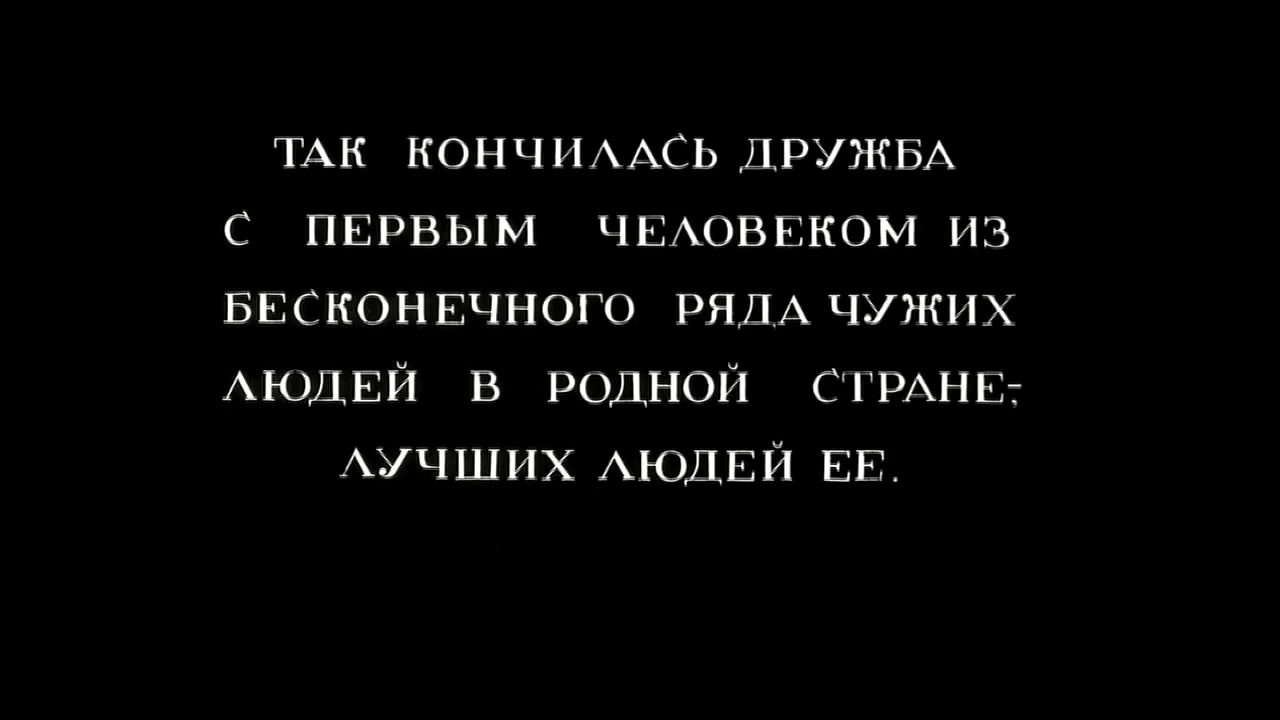 ТАК КОНЧИЛАСЬ ДРУЖБА
С ПЕРВЫМ ЧЕЛОВЕКОМ ИЗ
БЕСКОНЕЧНОГО РЯДА ЧУЖИХ
ЛЮДЕЙ В РОДНОЙ СТРАНЕ,-
ЛУЧШИХ ЛЮДЕЙ ЕЕ.